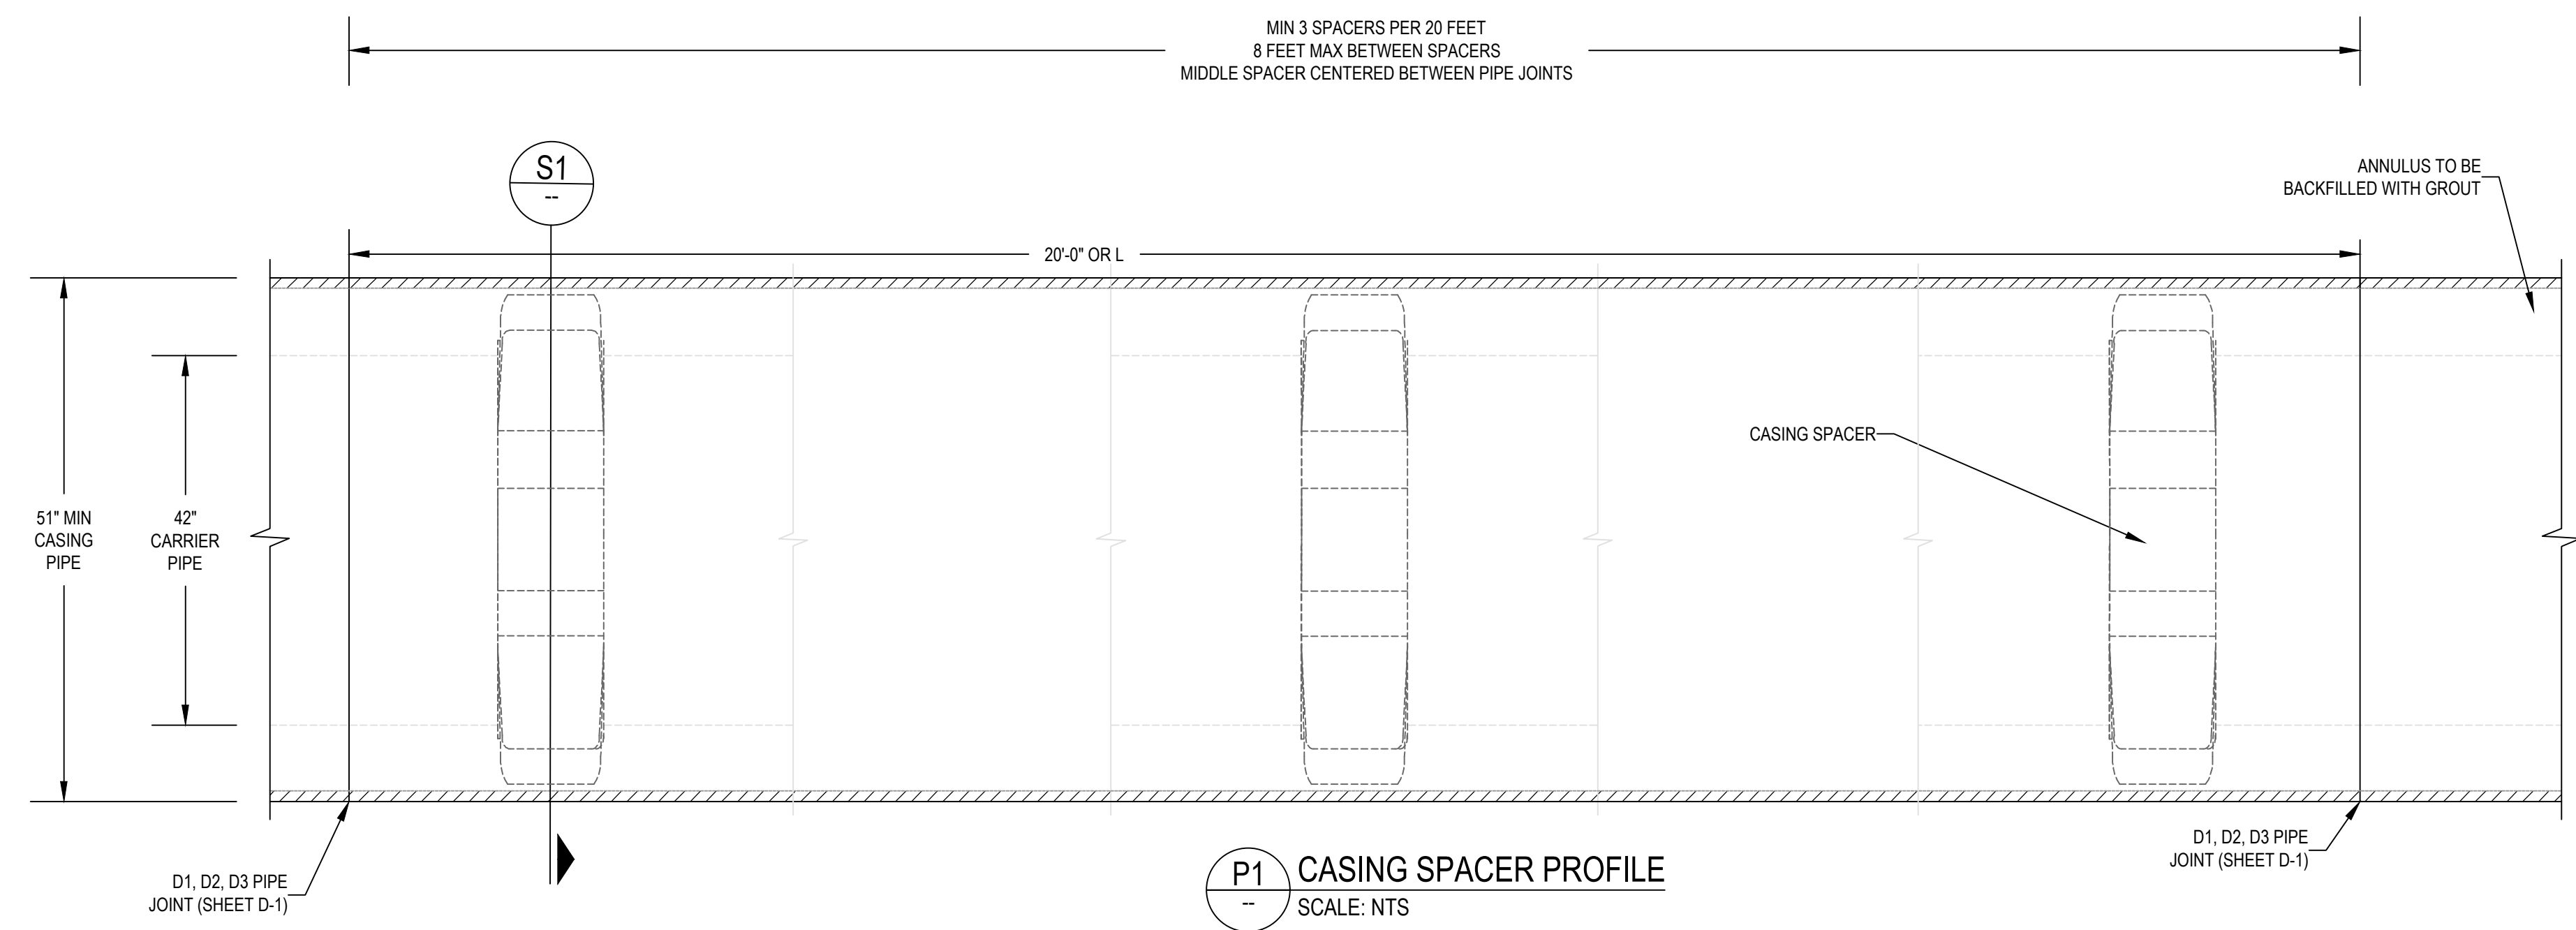 MIN 3 SPACERS PER 20 FEET
8 FEET MAX BETWEEN SPACERS
MIDDLE SPACER CENTERED BETWEEN PIPE JOINTS
S1
--
ANNULUS TO BE
BACKFILLED WITH GROUT
20'-0" OR L
CASING SPACER
51" MIN
CASING
PIPE
42"
CARRIER
PIPE
D1, D2, D3 PIPE
JOINT (SHEET D-1)
D1, D2, D3 PIPE
JOINT (SHEET D-1)
P1
--
CASING SPACER PROFILE
SCALE: NTS